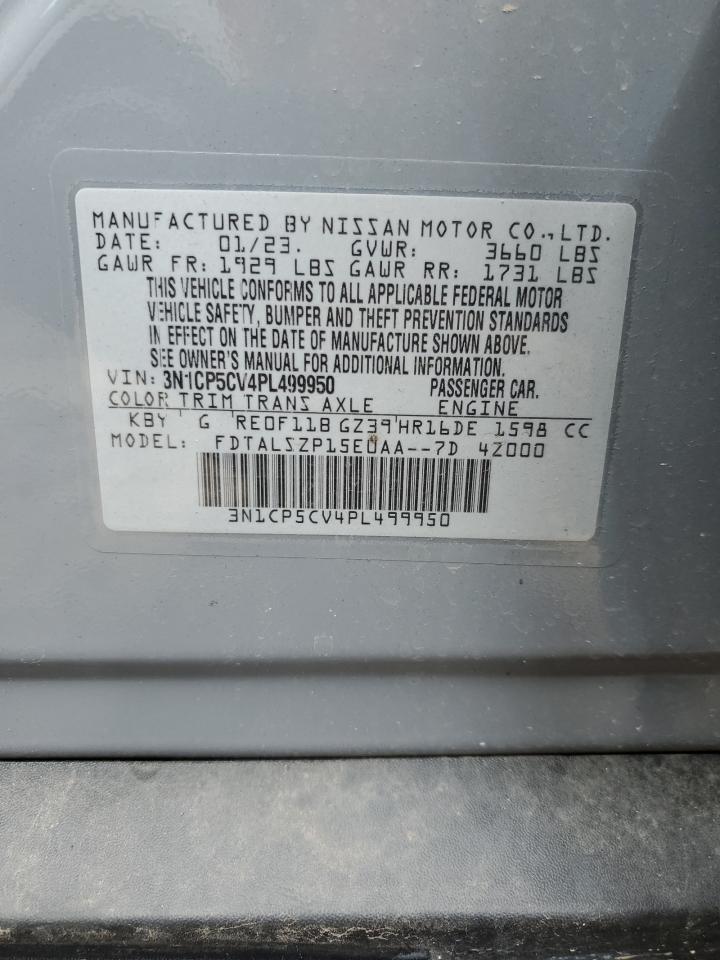 MANUFACTURED BY NISSAN MOTOR CO., LTD.
DATE: 01/23. GVWR: 3660 LBS
GAWR FR: 1929 LBS GAWR RR: 1731 LBS
THIS VEHICLE CONFORMS TO ALL APPLICABLE FEDERAL MOTOR
VEHICLE SAFETY, BUMPER AND THEFT PREVENTION STANDARDS
IN EFFECT ON THE DATE OF MANUFACTURE SHOWN ABOVE.
SEE OWNER'S MANUAL FOR ADDITIONAL INFORMATION.
VIN: 3N1CP5CV4PL499950 PASSENGER CAR.
COLOR TRIM TRANS AXLE ENGINE
KBY G RE0F11B GZ39 HR16DE 1598 CC
MODEL: FDTALSZP15EUAA--7D 42000
3N1CP5CV4PL499950